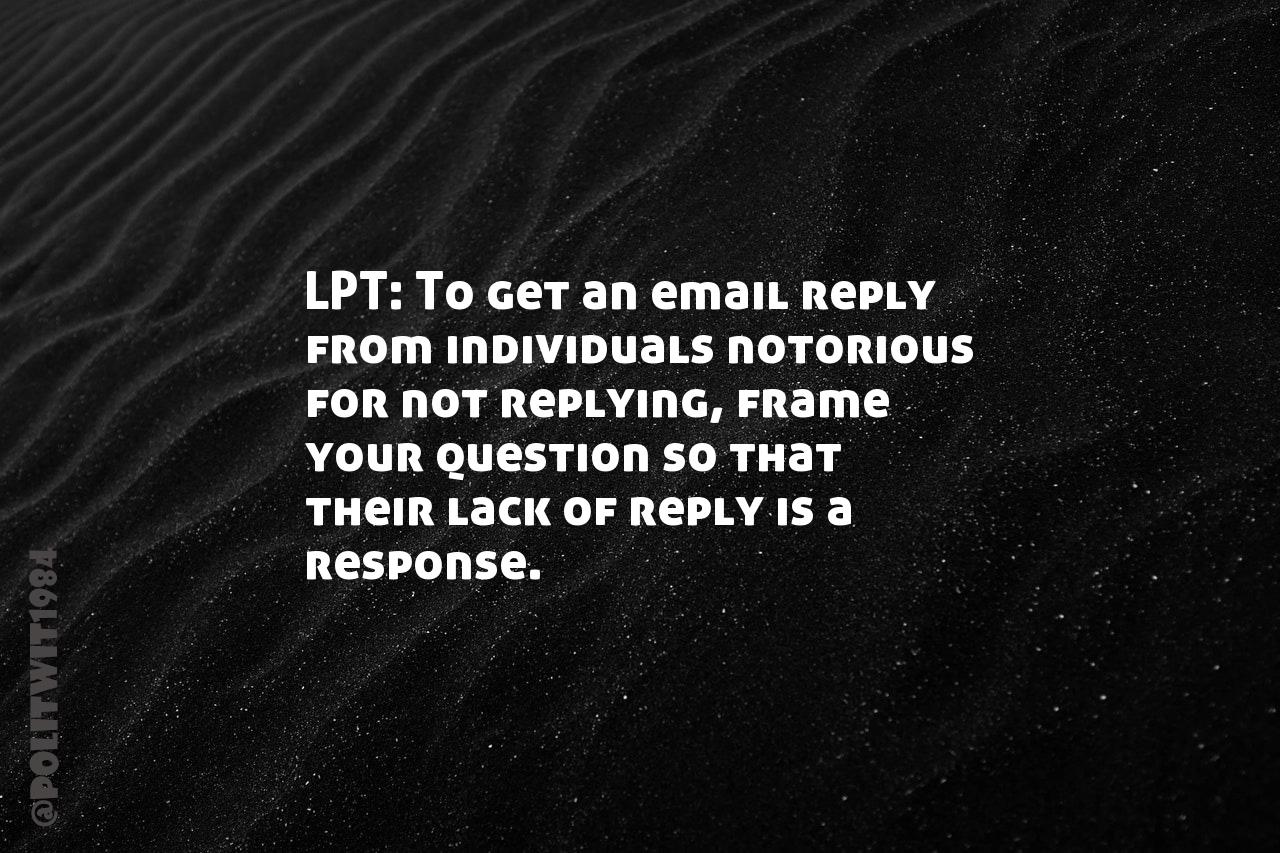 LPT: To get an email reply
from individuals notorious
for not replying, frame
your question so that
their lack of reply is a
response.
@POLITWIT1984